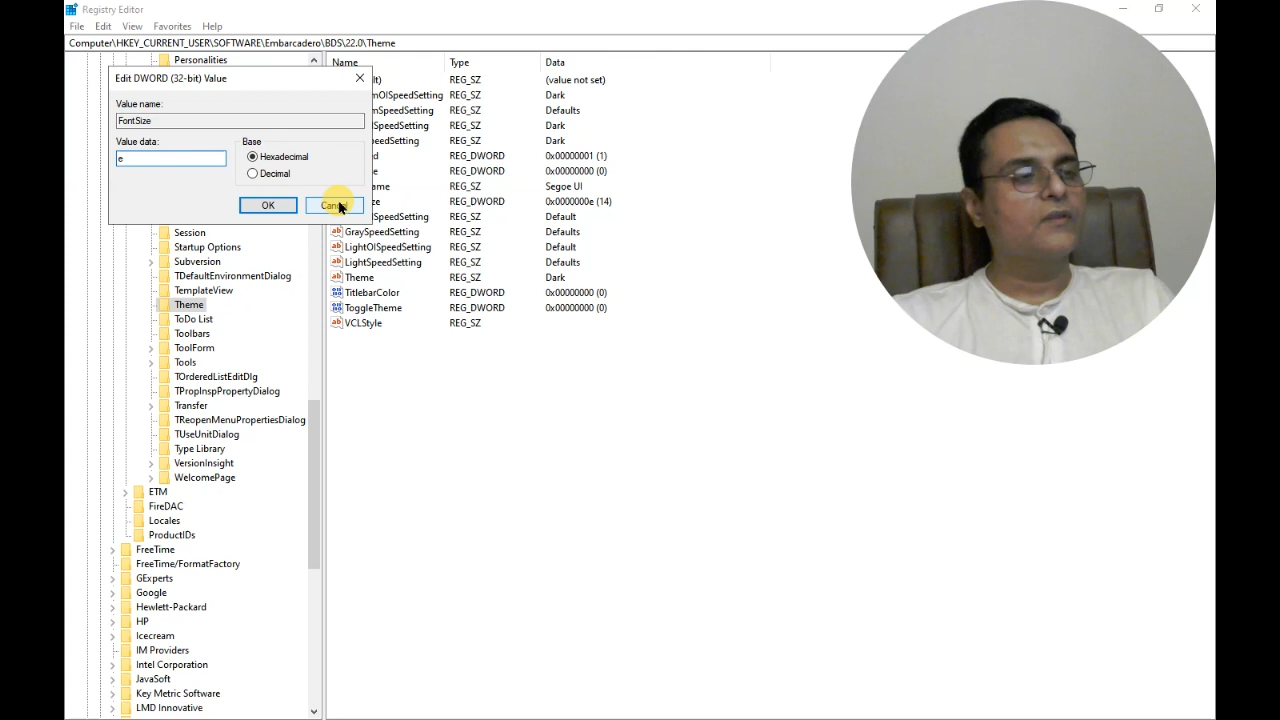 Registry Editor
File Edit View Favorites Help
Computer\HKEY_CURRENT_USER\SOFTWARE\Embarcadero\BDS\22.0\Theme
Personalities
Edit DWORD (32-bit) Value
Value name:
FontSize
Value data:
e
Base
Hexadecimal
Decimal
OK
Session
Startup Options
Subversion
TDefaultEnvironmentDialog
TemplateView
Theme
ToDo List
Toolbars
ToolForm
Tools
TOrderedListEditDlg
TPropInspPropertyDialog
Transfer
TReopenMenuPropertiesDialog
TUseUnitDialog
Type Library
VersionInsight
WelcomePage
ETM
FireDAC
Locales
ProductIDs
FreeTime
FreeTime/FormatFactory
GExperts
Google
Hewlett-Packard
HP
Icecream
IM Providers
Intel Corporation
JavaSoft
Key Metric Software
LMD Innovative
Name Type Data
REG_SZ (value not set)
REG_SZ Dark
REG_SZ Defaults
REG_SZ Dark
REG_SZ Dark
REG_DWORD 0x00000001 (1)
REG_DWORD 0x00000000 (0)
REG_SZ Segoe UI
REG_DWORD 0x0000000e (14)
REG_SZ Default
GraySpeedSetting REG_SZ Defaults
LightOISpeedSetting REG_SZ Default
LightSpeedSetting REG_SZ Defaults
Theme REG_SZ Dark
TitlebarColor REG_DWORD 0x00000000 (0)
ToggleTheme REG_DWORD 0x00000000 (0)
VCLStyle REG_SZ